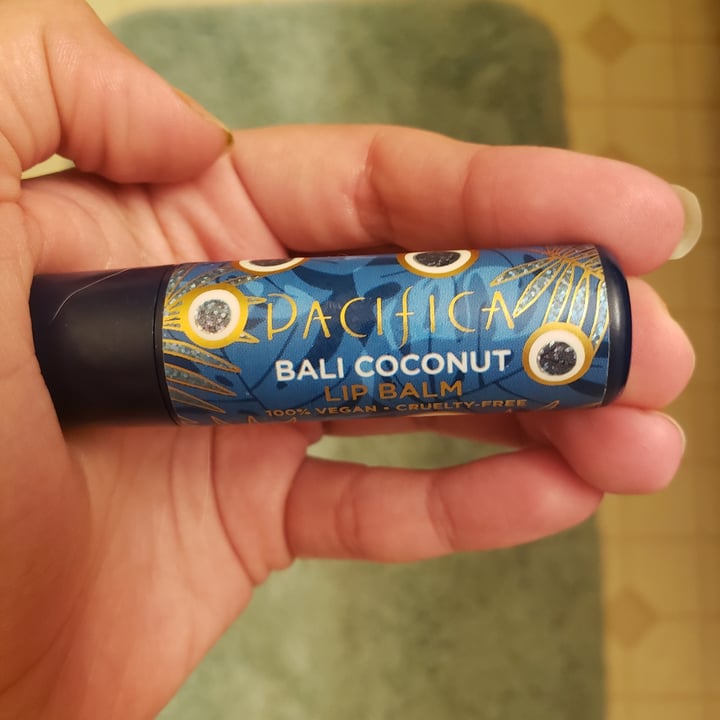 PACIFICA
BALI COCONUT
LIP BALM
100% VEGAN • CRUELTY-FREE